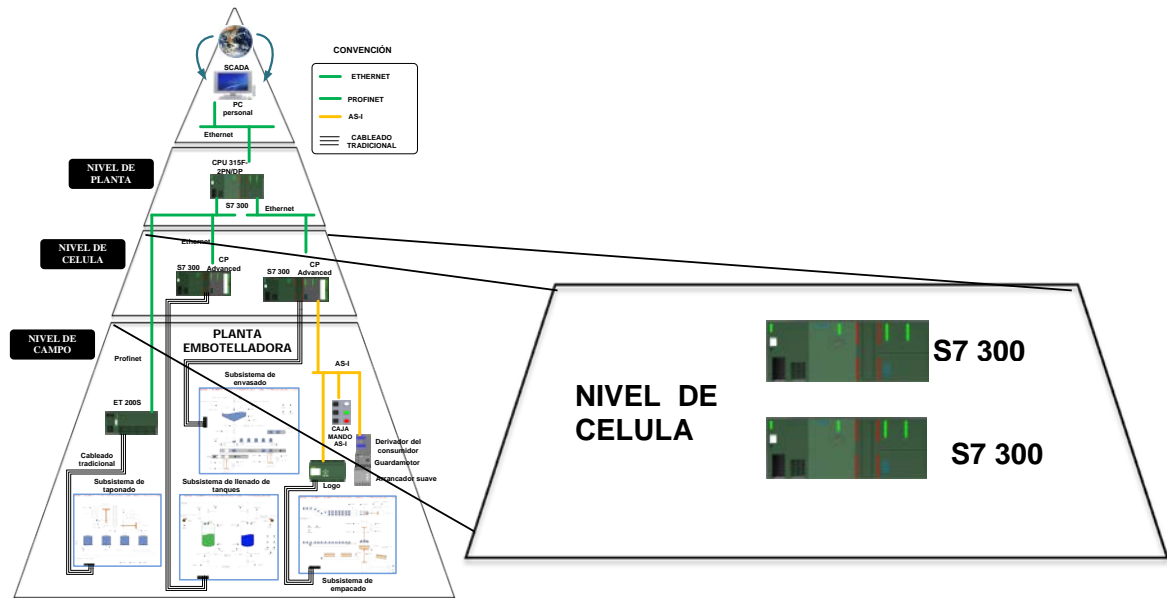 SCADA
PC
personal
Ethernet
CONVENCIÓN
ETHERNET
PROFINET
AS-I
CABLEADO
TRADICIONAL
NIVEL DE
PLANTA
CPU 315F-
2PN/DP
S7 300
Ethernet
NIVEL DE
CELULA
Ethernet
S7 300
CP
Advanced
S7 300
CP
Advanced
NIVEL DE
CAMPO
PLANTA
EMBOTELLADORA
Profinet
AS-I
Subsistema de
envasado
ET 200S
CAJA
MANDO
AS-I
Derivador del
consumidor
Guardamotor
Arrancador suave
Cableado
tradicional
Logo
Subsistema de
taponado
Subsistema de llenado de
tanques
Subsistema de
empacado
NIVEL DE
CELULA
S7 300
S7 300